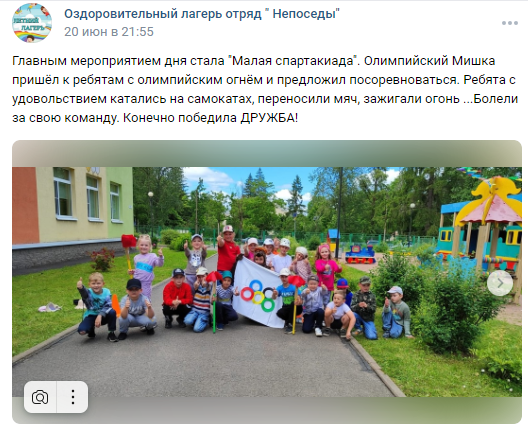 Оздоровительный лагерь отряд " Непоседы"
20 июн в 21:55
Главным мероприятием дня стала "Малая спартакиада". Олимпийский Мишка
пришёл к ребятам с олимпийским огнём и предложил посоревноваться. Ребята с
удовольствием катались на самокатах, переносили мяч, зажигали огонь ...Болели
за свою команду. Конечно победила ДРУЖБА!